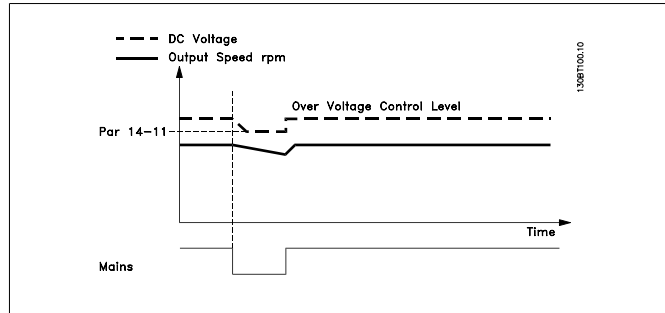 DC Voltage
Output Speed rpm
130BT100.10
Over Voltage Control Level
Par 14-11
Time
Mains